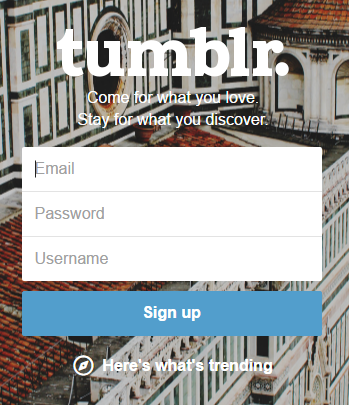 tumblr.
Come for what you love.
Stay for what you discover.
Email
Password
Username
Sign up
Here's what's trending